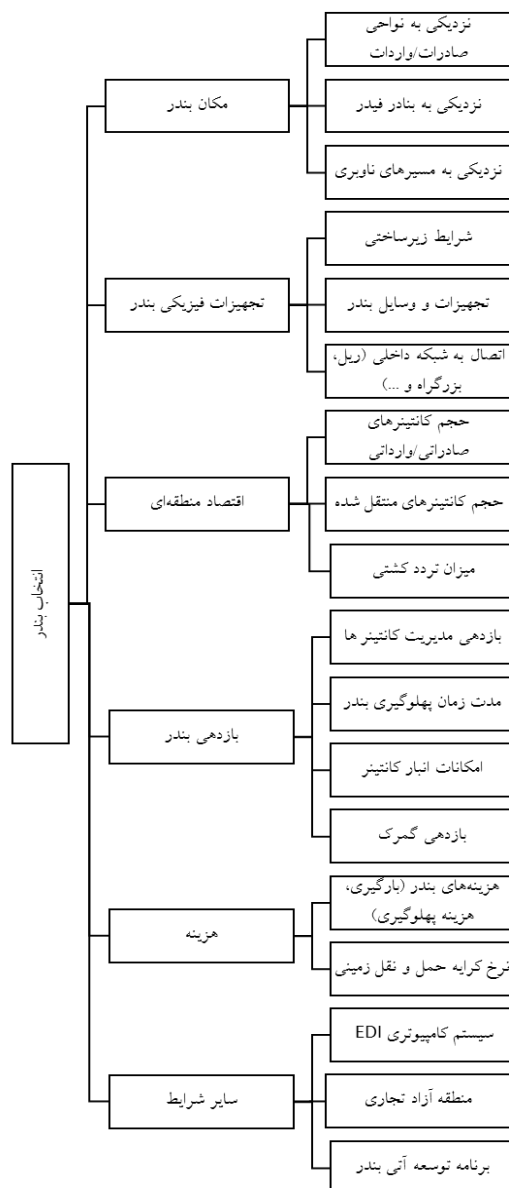 انتخاب بندر
مکان بندر
نزدیکی به نواحی
صادرات/واردات
نزدیکی به بنادر فیدر
نزدیکی به مسیرهای ناوبری
تجهیزات فیزیکی بندر
شرایط زیرساختی
تجهیزات و وسایل بندر
اتصال به شبکه داخلی (ریل،
بزرگراه و ...)
اقتصاد منطقه‌ای
حجم کانتینرهای
صادراتی/وارداتی
حجم کانتینرهای منتقل شده
میزان تردد کشتی
بازدهی بندر
بازدهی مدیریت کانتینر ها
مدت زمان پهلوگیری بندر
امکانات انبار کانتینر
بازدهی گمرک
هزینه
هزینه‌های بندر (بارگیری،
هزینه پهلوگیری)
نرخ کرایه حمل و نقل زمینی
سایر شرایط
سیستم کامپیوتری EDI
منطقه آزاد تجاری
برنامه توسعه آتی بندر